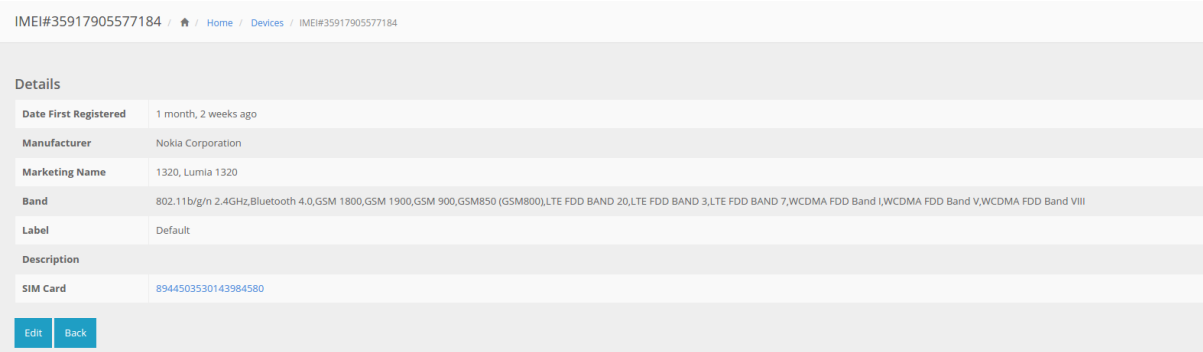 IMEI#35917905577184 / / Home / Devices / IMEI#35917905577184
Details
Date First Registered 1 month, 2 weeks ago
Manufacturer Nokia Corporation
Marketing Name 1320, Lumia 1320
Band 802.11b/g/n 2.4GHz,Bluetooth 4.0,GSM 1800,GSM 1900,GSM 900,GSM850 (GSM800),LTE FDD BAND 20,LTE FDD BAND 3,LTE FDD BAND 7,WCDMA FDD Band I,WCDMA FDD Band V,WCDMA FDD Band VIII
Label Default
Description
SIM Card 8944503530143984580
Edit Back